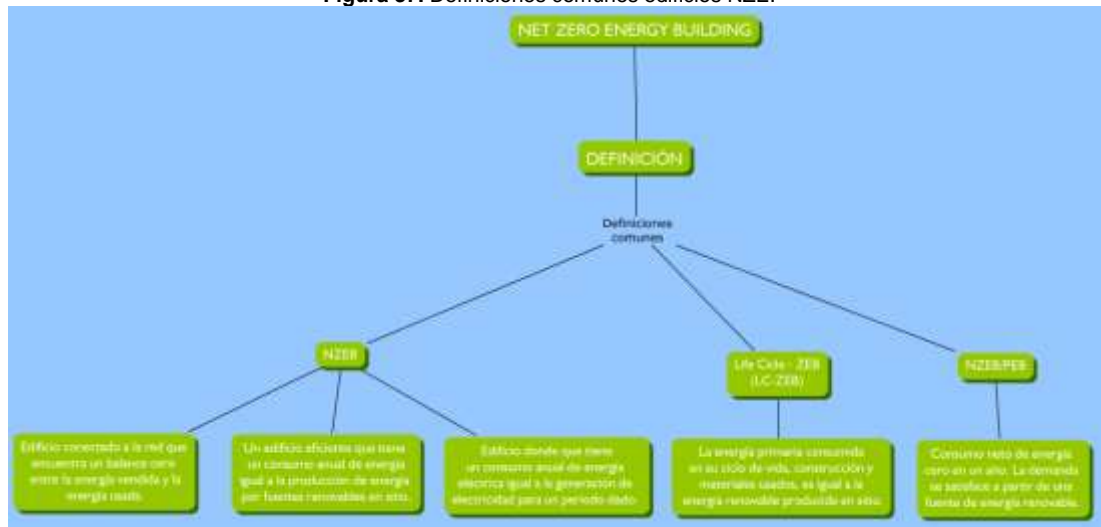 Definiciones comunes edificios
NET ZERO ENERGY BUILDING
DEFINICIÓN
Definiciones
comunes
NZEB
Life Cicle - ZEB
(LC-ZEB)
NZEB/PEB
Edificio conectado a la red que
encuentra un balance cero
entre la energía vendida y la
energía usada.
Un edificio eficiente que tiene
un consumo anual de energía
igual a la producción de energía
por fuentes renovables en sitio.
Edificio donde que tiene
un consumo anual de energía
eléctrica igual a la generación de
electricidad para un periodo dado.
La energía primaria consumida
en su ciclo de vida, construcción y
materiales usados, es igual a la
energía renovable producida en sitio.
Consumo neto de energía
cero en un año. La demanda
se satisface a partir de una
fuente de energía renovable.